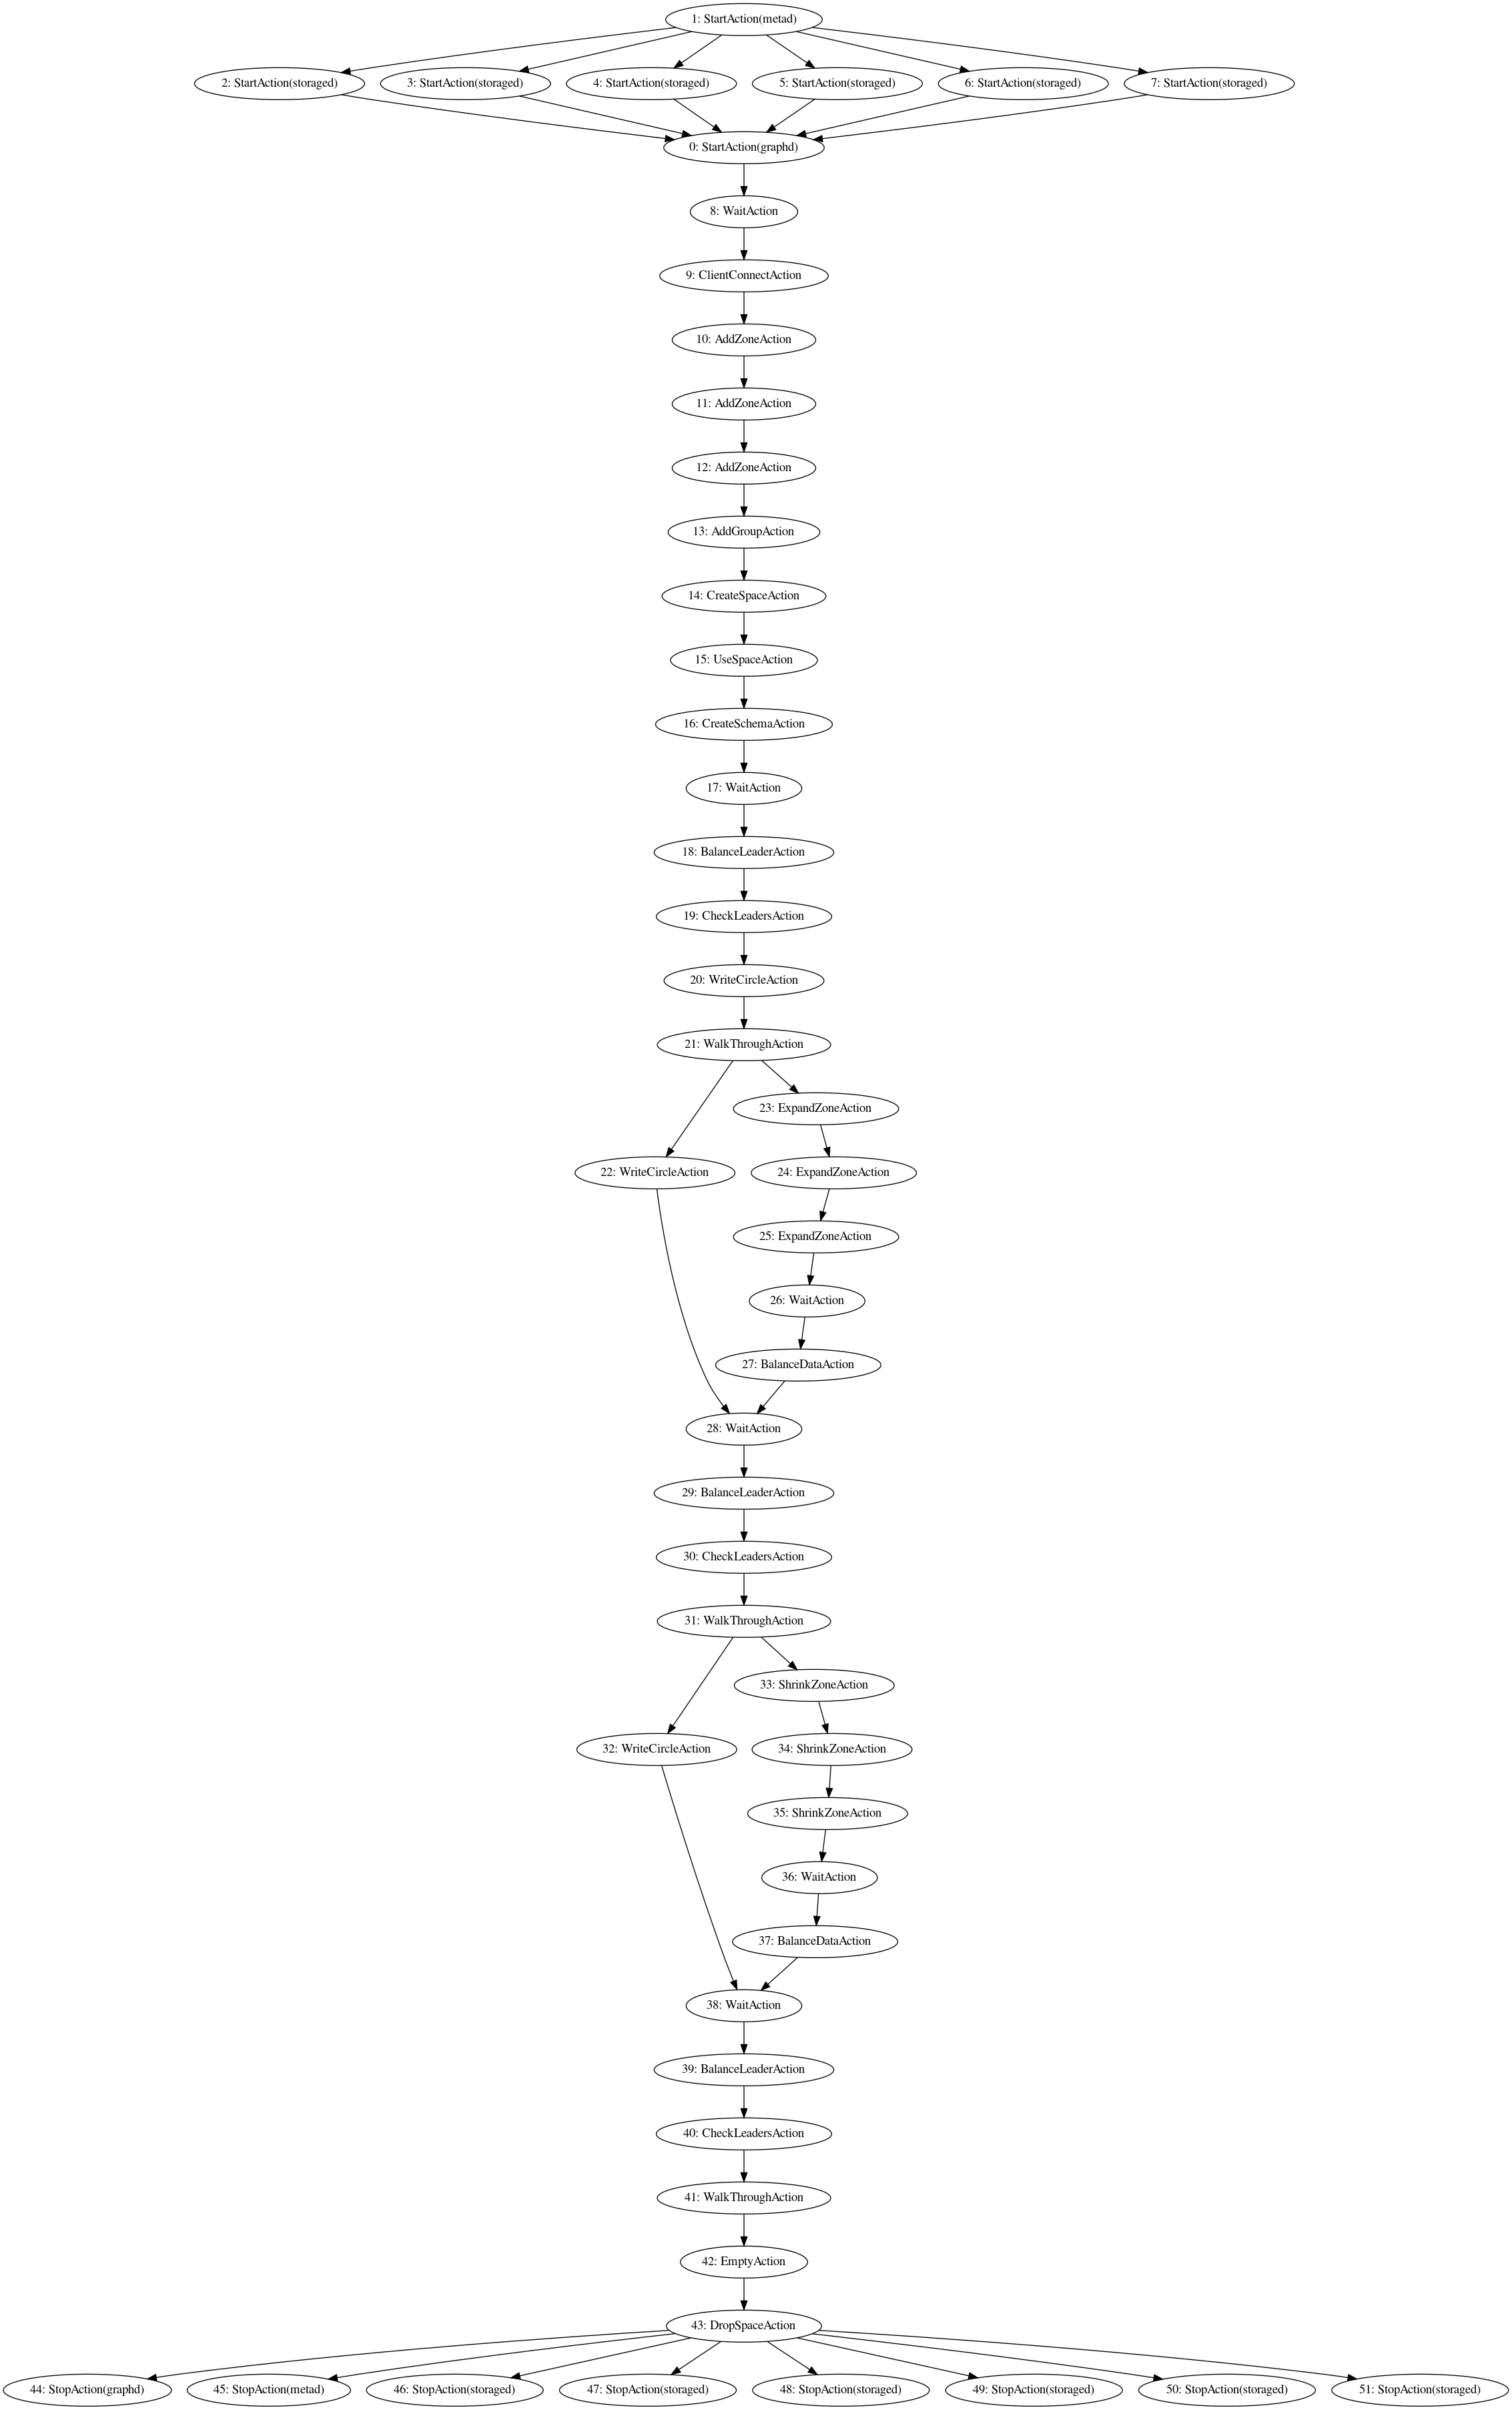 1: StartAction(metad)
2: StartAction(storaged)
3: StartAction(storaged)
4: StartAction(storaged)
5: StartAction(storaged)
6: StartAction(storaged)
7: StartAction(storaged)
0: StartAction(graphd)
8: WaitAction
9: ClientConnectAction
10: AddZoneAction
11: AddZoneAction
12: AddZoneAction
13: AddGroupAction
14: CreateSpaceAction
15: UseSpaceAction
16: CreateSchemaAction
17: WaitAction
18: BalanceLeaderAction
19: CheckLeadersAction
20: WriteCircleAction
21: WalkThroughAction
23: ExpandZoneAction
22: WriteCircleAction
24: ExpandZoneAction
25: ExpandZoneAction
26: WaitAction
27: BalanceDataAction
28: WaitAction
29: BalanceLeaderAction
30: CheckLeadersAction
31: WalkThroughAction
33: ShrinkZoneAction
32: WriteCircleAction
34: ShrinkZoneAction
35: ShrinkZoneAction
36: WaitAction
37: BalanceDataAction
38: WaitAction
39: BalanceLeaderAction
40: CheckLeadersAction
41: WalkThroughAction
42: EmptyAction
43: DropSpaceAction
44: StopAction(graphd)
45: StopAction(metad)
46: StopAction(storaged)
47: StopAction(storaged)
48: StopAction(storaged)
49: StopAction(storaged)
50: StopAction(storaged)
51: StopAction(storaged)